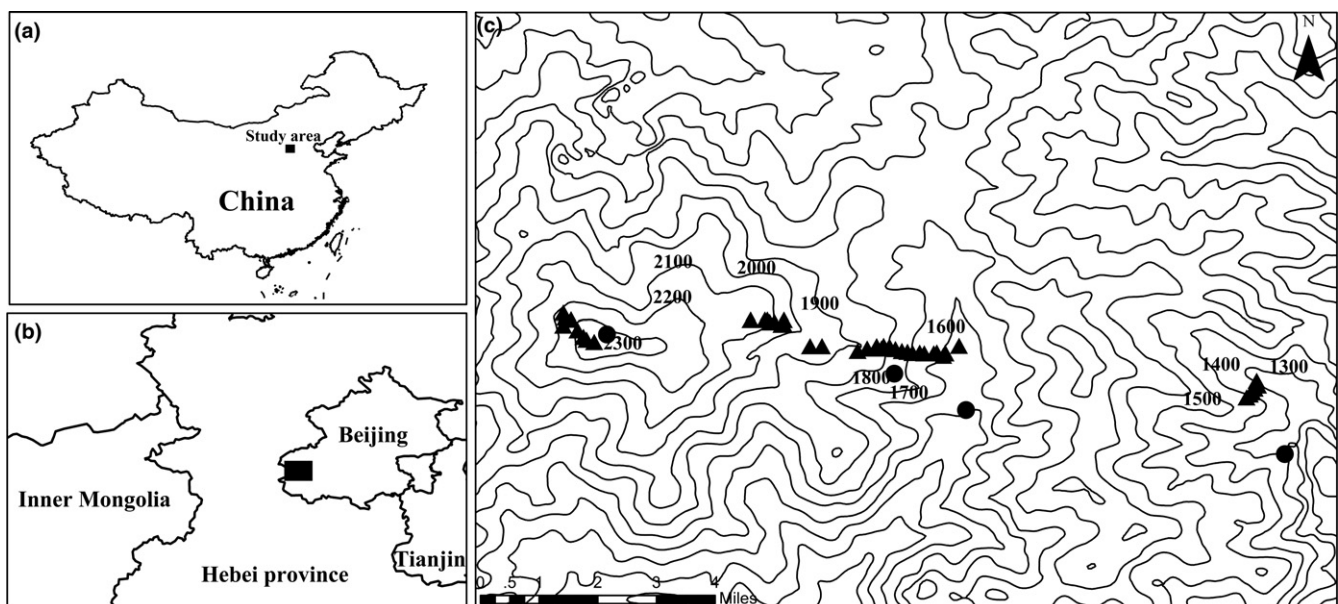 (a)
Study area
China
(b)
Beijing
Inner Mongolia
Tianjin
Hebei province
(c)
N
2100
2000
2200
1900
1600
2300
1800
1700
1400
1300
1500
0 .5 1 2 3 4
Miles